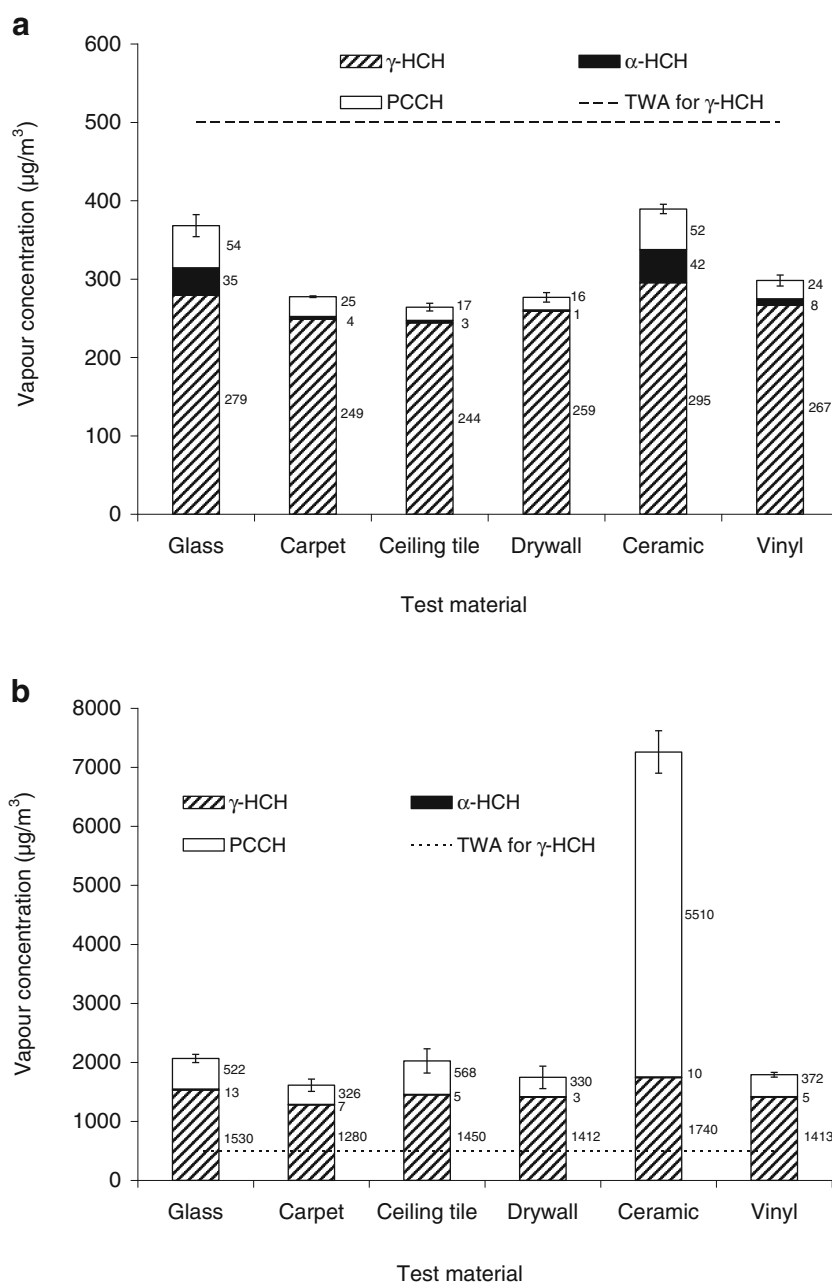 a
600
500
400
300
200
100
0
Vapour concentration (µg/m³)
γ-HCH
α-HCH
PCCH
TWA for γ-HCH
54
35
279
25
4
249
17
3
244
16
1
259
52
42
295
24
8
267
Glass
Carpet
Ceiling tile
Drywall
Ceramic
Vinyl
Test material
b
8000
7000
6000
5000
4000
3000
2000
1000
0
Vapour concentration (µg/m³)
γ-HCH
α-HCH
PCCH
TWA for γ-HCH
522
13
1530
326
7
1280
568
5
1450
330
3
1412
5510
10
1740
372
5
1413
Glass
Carpet
Ceiling tile
Drywall
Ceramic
Vinyl
Test material